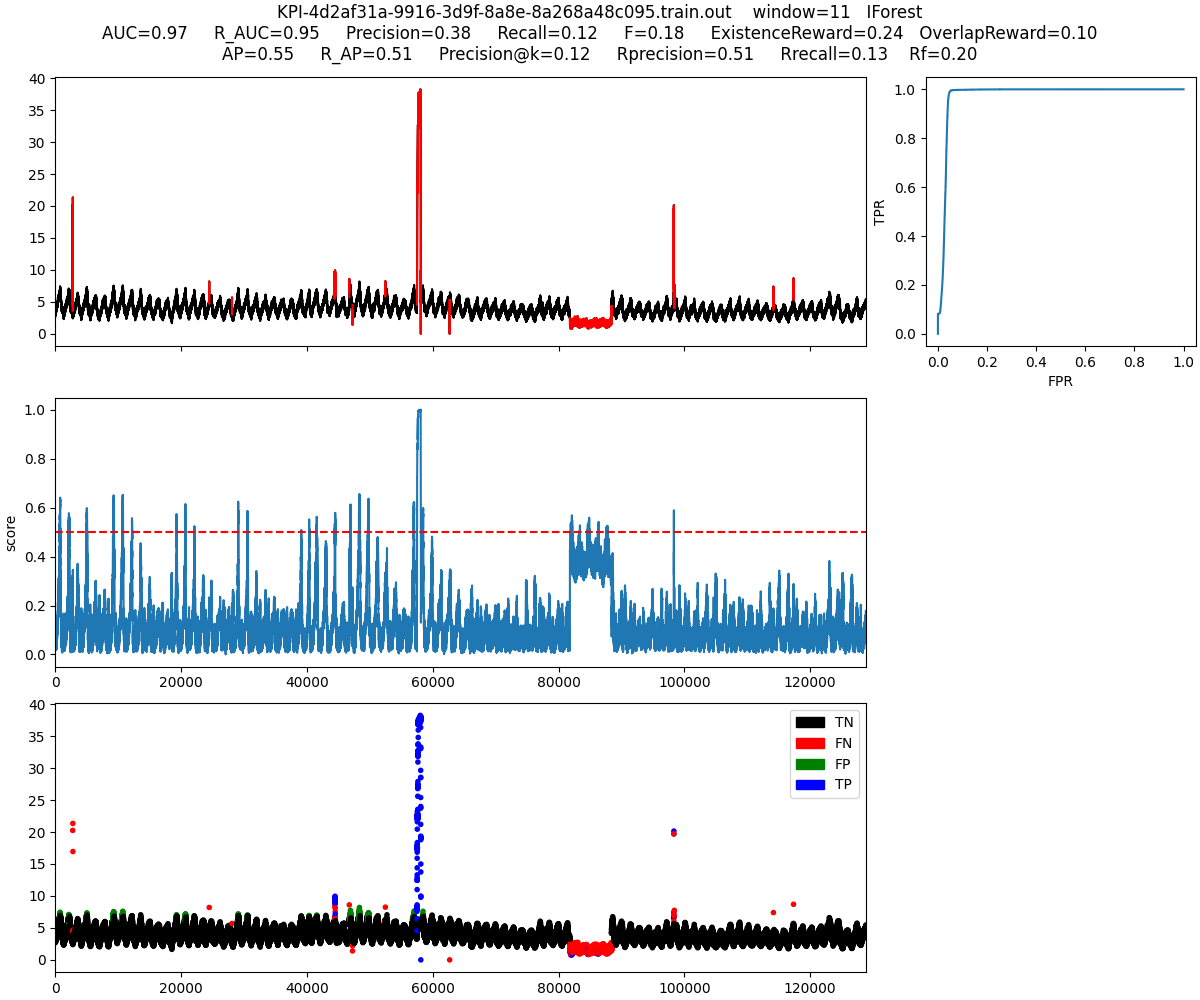 KPI-4d2af31a-9916-3d9f-8a8e-8a268a48c095.train.out window=11 IForest
AUC=0.97 R_AUC=0.95 Precision=0.38 Recall=0.12 F=0.18 ExistenceReward=0.24 OverlapReward=0.10
AP=0.55 R_AP=0.51 Precision@k=0.12 Rprecision=0.51 Rrecall=0.13 Rf=0.20
40
35
30
25
20
15
10
5
0
1.0
0.8
0.6
0.4
0.2
0.0
TPR
0.0 0.2 0.4 0.6 0.8 1.0
FPR
1.0
0.8
0.6
0.4
0.2
0.0
score
0 20000 40000 60000 80000 100000 120000
40
35
30
25
20
15
10
5
0
TN
FN
FP
TP
0 20000 40000 60000 80000 100000 120000